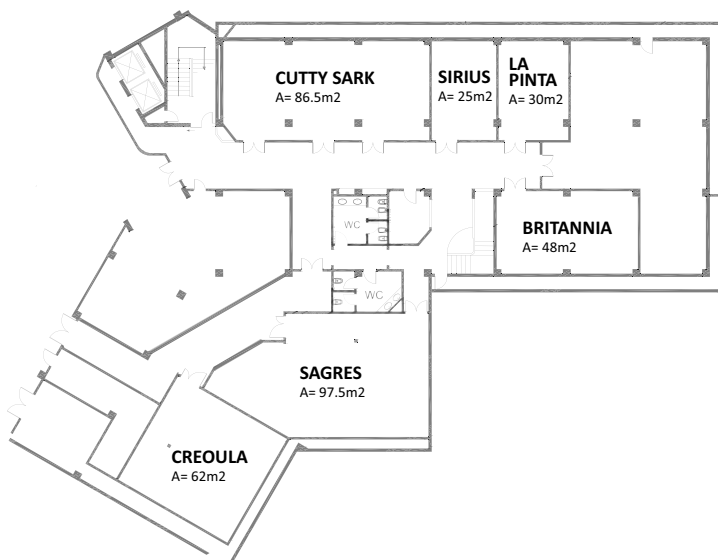 CUTTY SARK
A= 86.5m2
SIRIUS
A= 25m2
LA
PINTA
A= 30m2
WC
BRITANNIA
A= 48m2
WC
SAGRES
A= 97.5m2
CREOULA
A= 62m2